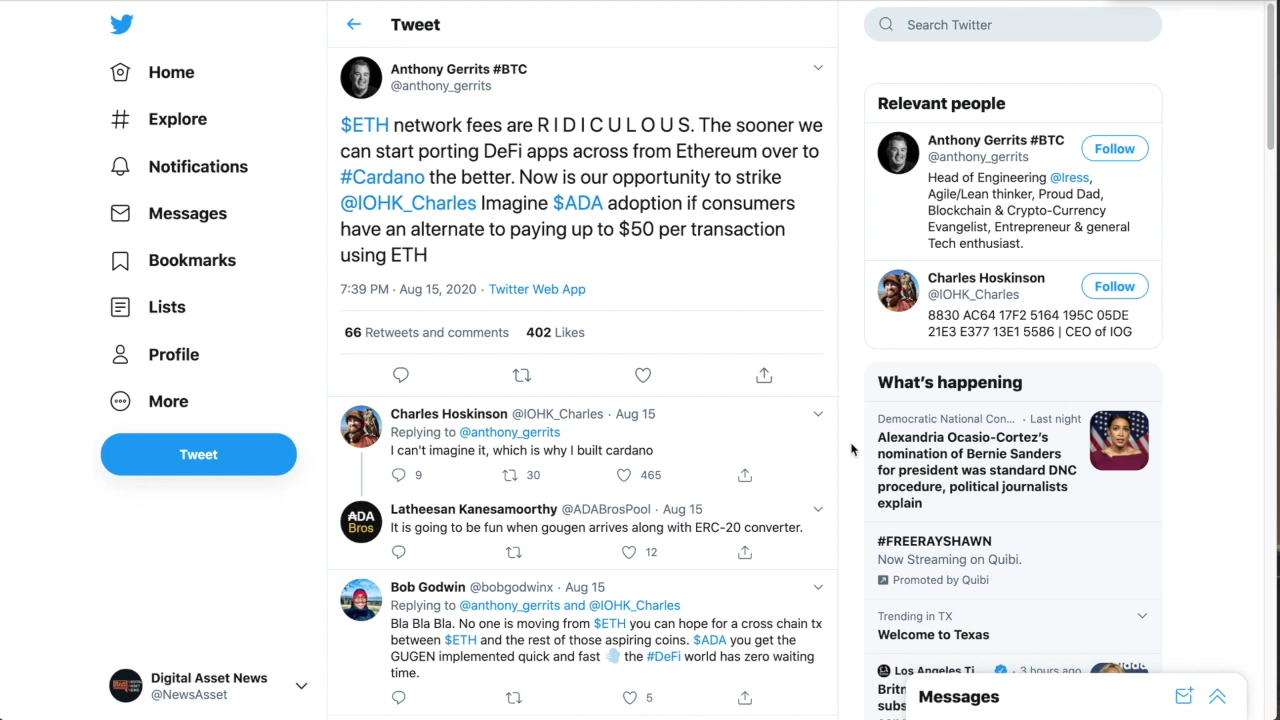 Home
Explore
Notifications
Messages
Bookmarks
Lists
Profile
More
Tweet
Digital Asset News
@NewsAsset
Tweet
Anthony Gerrits #BTC
@anthony_gerrits
$ETH network fees are R I D I C U L O U S. The sooner we
can start porting DeFi apps across from Ethereum over to
#Cardano the better. Now is our opportunity to strike
@IOHK_Charles Imagine $ADA adoption if consumers
have an alternate to paying up to $50 per transaction
using ETH
7:39 PM · Aug 15, 2020 · Twitter Web App
66 Retweets and comments 402 Likes
Charles Hoskinson @IOHK_Charles · Aug 15
Replying to @anthony_gerrits
I can't imagine it, which is why I built cardano
9 30 465
ADA
Bros
Latheesan Kanesamoorthy @ADABrosPool · Aug 15
It is going to be fun when gougen arrives along with ERC-20 converter.
12
Bob Godwin @bobgodwinx · Aug 15
Replying to @anthony_gerrits and @IOHK_Charles
Bla Bla Bla. No one is moving from $ETH you can hope for a cross chain tx
between $ETH and the rest of those aspiring coins. $ADA you get the
GUGEN implemented quick and fast 💨 the #DeFi world has zero waiting
time.
5
Search Twitter
Relevant people
Anthony Gerrits #BTC
@anthony_gerrits
Follow
Head of Engineering @Iress,
Agile/Lean thinker, Proud Dad,
Blockchain & Crypto-Currency
Evangelist, Entrepreneur & general
Tech enthusiast.
Charles Hoskinson
@IOHK_Charles
Follow
8830 AC64 17F2 5164 195C 05DE
21E3 E377 13E1 5586 | CEO of IOG
What's happening
Democratic National Con... · Last night
Alexandria Ocasio-Cortez's
nomination of Bernie Sanders
for president was standard DNC
procedure, political journalists
explain
#FREERAYSHAWN
Now Streaming on Quibi.
Promoted by Quibi
Trending in TX
Welcome to Texas
Los Angeles Ti... · 3 hours ago
Messages